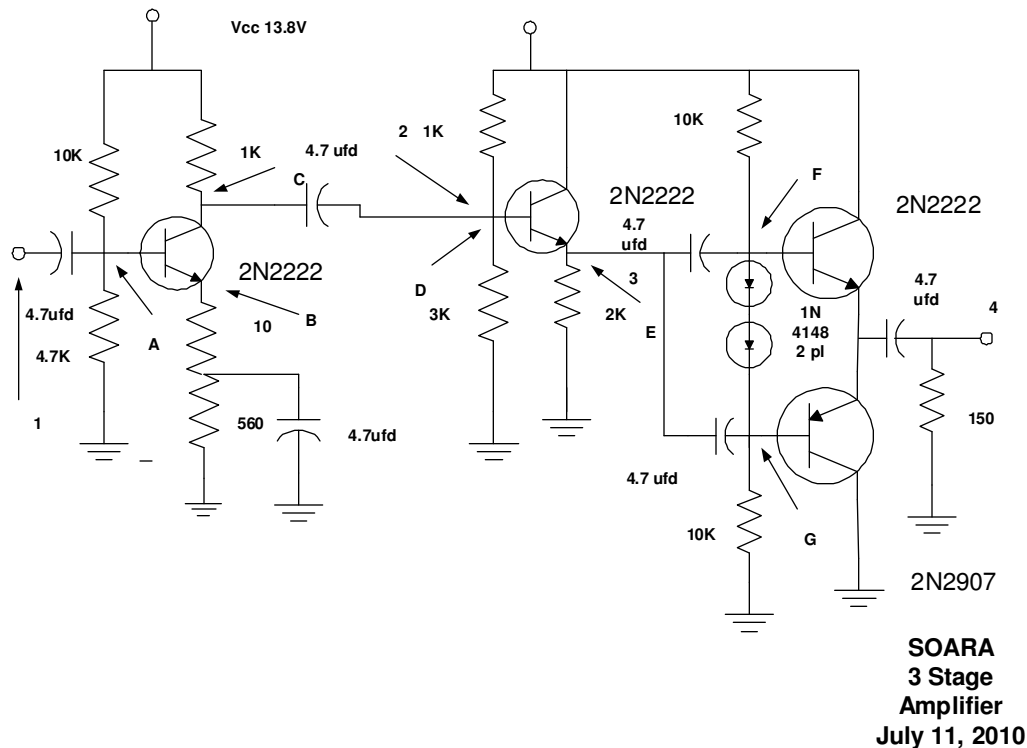 Vcc 13.8V
10K
1K
4.7 ufd
C
2 1K
10K
F
2N2222
2N2222
4.7
ufd
2N2222
4.7ufd
4.7K
A
10
B
D
3K
3
2K
E
1N
4148
2 pl
4.7
ufd
4
1
560
4.7ufd
150
4.7 ufd
10K
G
2N2907
SOARA
3 Stage
Amplifier
July 11, 2010